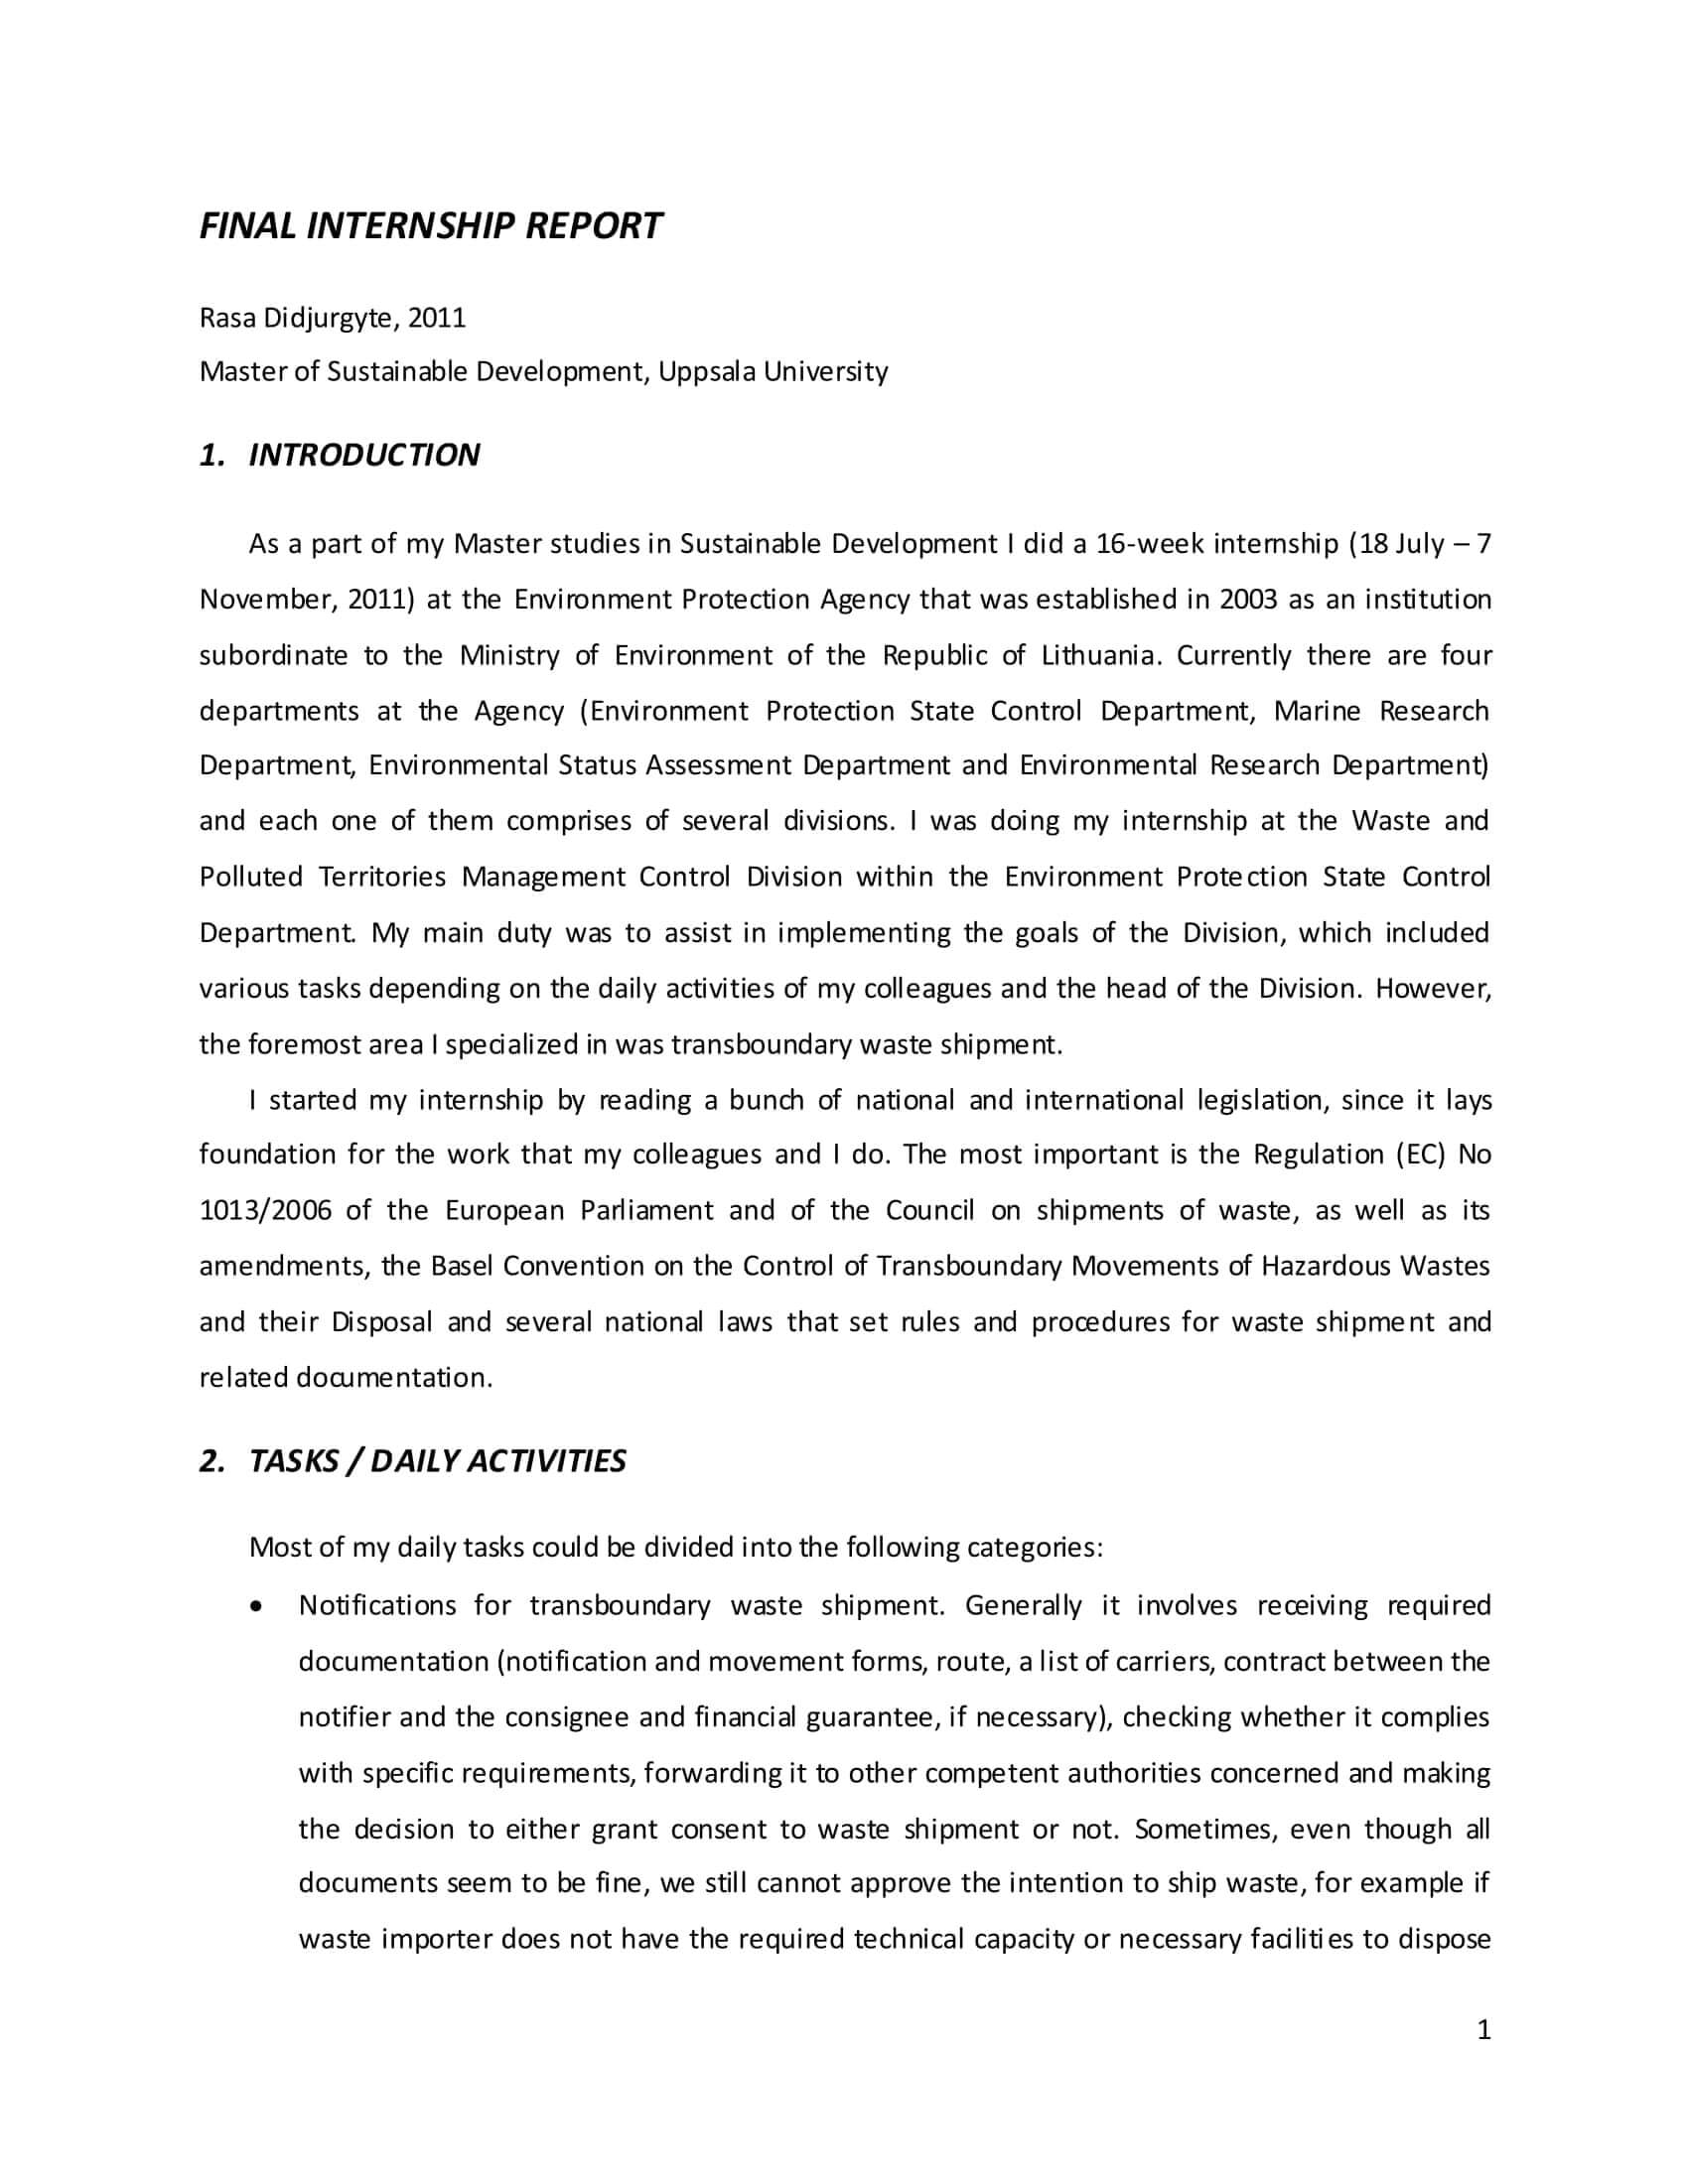 FINAL INTERNSHIP REPORT
Rasa Didjurgyte, 2011
Master of Sustainable Development, Uppsala University
1. INTRODUCTION
As a part of my Master studies in Sustainable Development I did a 16-week internship (18 July – 7
November, 2011) at the Environment Protection Agency that was established in 2003 as an institution
subordinate to the Ministry of Environment of the Republic of Lithuania. Currently there are four
departments at the Agency (Environment Protection State Control Department, Marine Research
Department, Environmental Status Assessment Department and Environmental Research Department)
and each one of them comprises of several divisions. I was doing my internship at the Waste and
Polluted Territories Management Control Division within the Environment Protection State Control
Department. My main duty was to assist in implementing the goals of the Division, which included
various tasks depending on the daily activities of my colleagues and the head of the Division. However,
the foremost area I specialized in was transboundary waste shipment.
I started my internship by reading a bunch of national and international legislation, since it lays
foundation for the work that my colleagues and I do. The most important is the Regulation (EC) No
1013/2006 of the European Parliament and of the Council on shipments of waste, as well as its
amendments, the Basel Convention on the Control of Transboundary Movements of Hazardous Wastes
and their Disposal and several national laws that set rules and procedures for waste shipment and
related documentation.
2. TASKS / DAILY ACTIVITIES
Most of my daily tasks could be divided into the following categories:
• Notifications for transboundary waste shipment. Generally it involves receiving required
documentation (notification and movement forms, route, a list of carriers, contract between the
notifier and the consignee and financial guarantee, if necessary), checking whether it complies
with specific requirements, forwarding it to other competent authorities concerned and making
the decision to either grant consent to waste shipment or not. Sometimes, even though all
documents seem to be fine, we still cannot approve the intention to ship waste, for example if
waste importer does not have the required technical capacity or necessary facilities to dispose
1